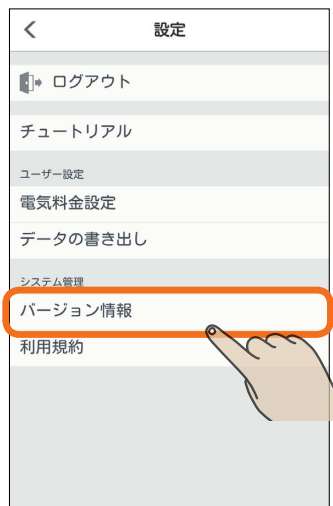 設定
ログアウト
チュートリアル
ユーザー設定
電気料金設定
データの書き出し
システム管理
バージョン情報
利用規約